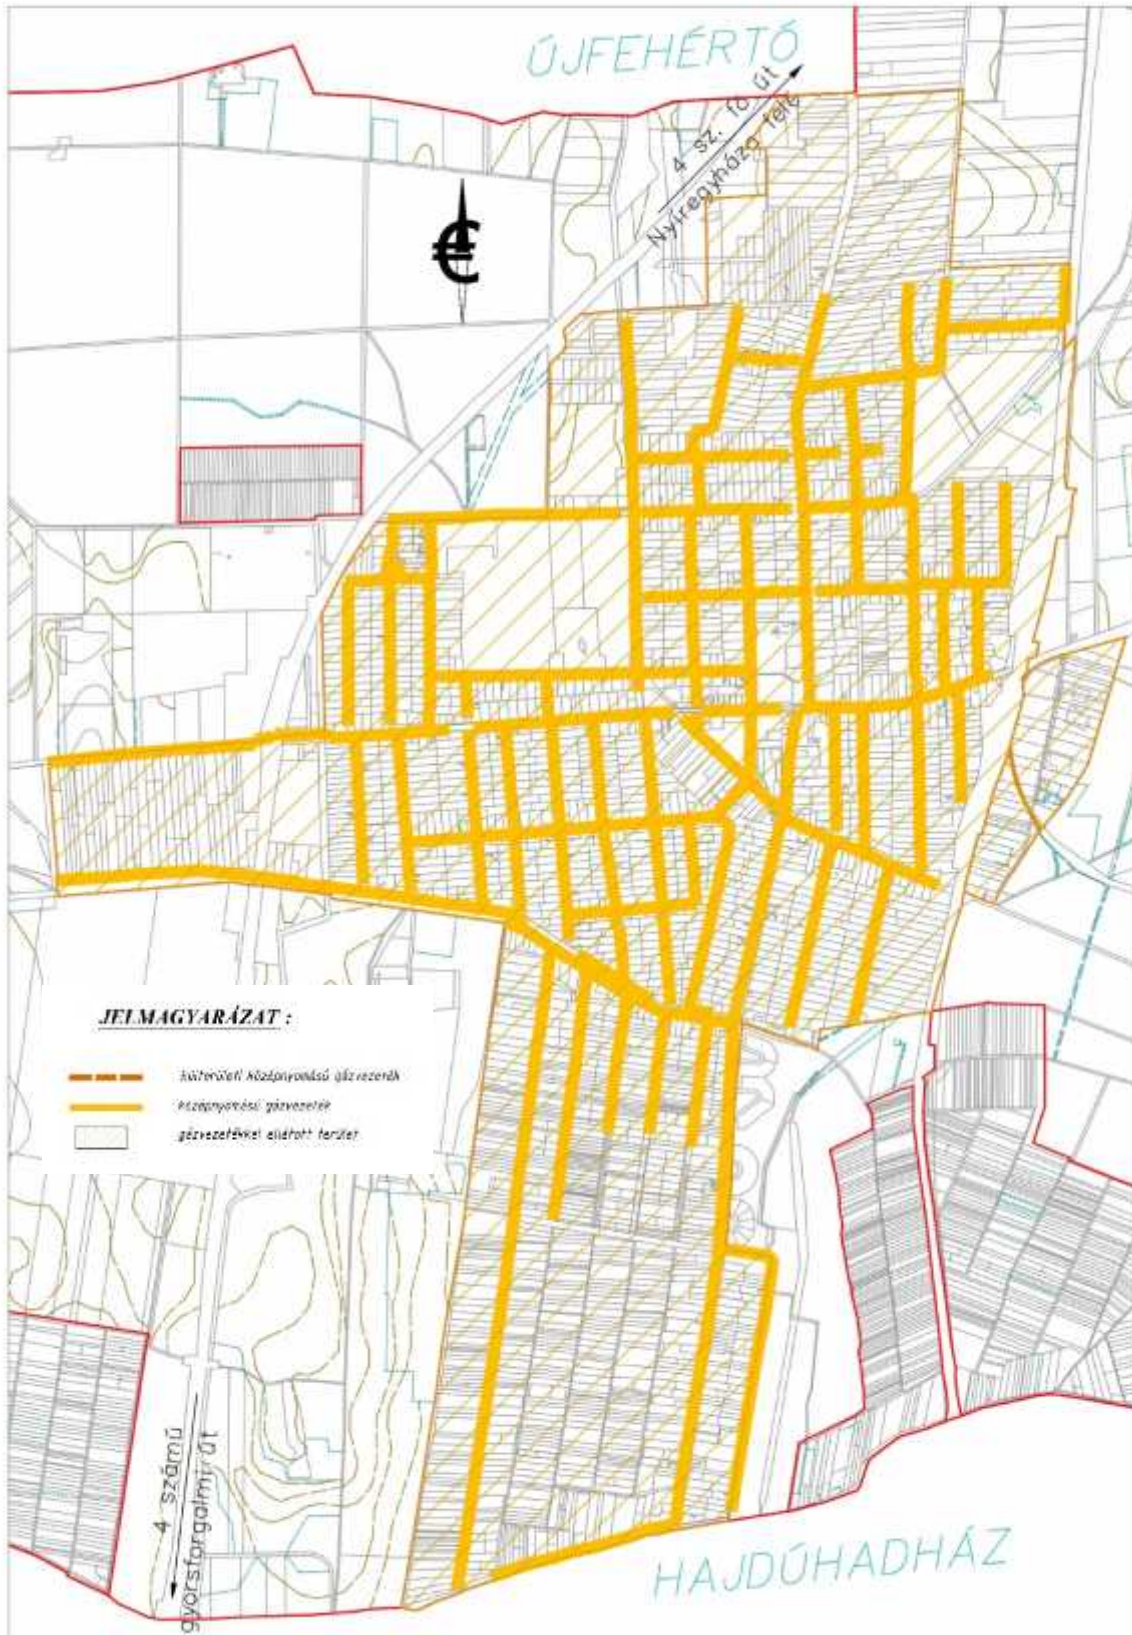 ÚJFEHÉRTÓ
4 sz. fő út
Nyíregyháza felé
€
JELMAGYARÁZAT :
külterületi középnyomású gázvezeték
középnyomású gázvezeték
gázvezetékkel ellátott terület
4 számú
gyorsforgalmi út
HAJDÚHADHÁZ